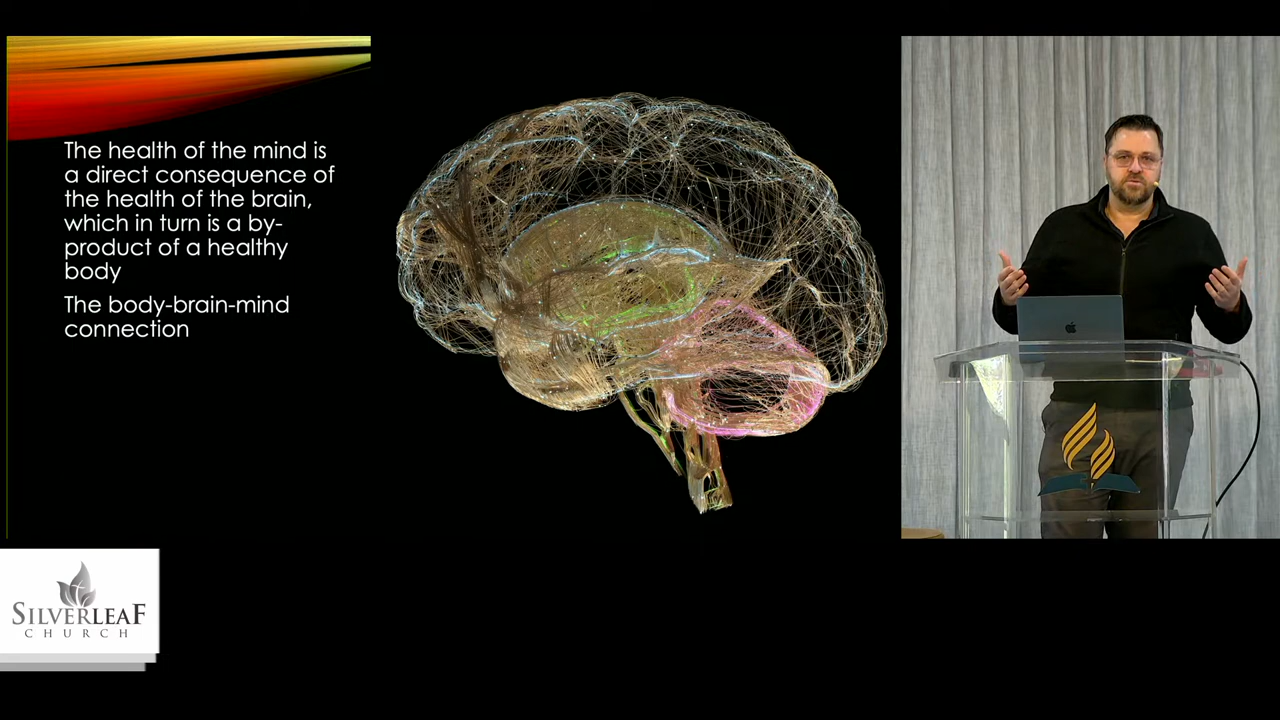 The health of the mind is
a direct consequence of
the health of the brain,
which in turn is a by-
product of a healthy
body
The body-brain-mind
connection
SILVERLEAF
CHURCH